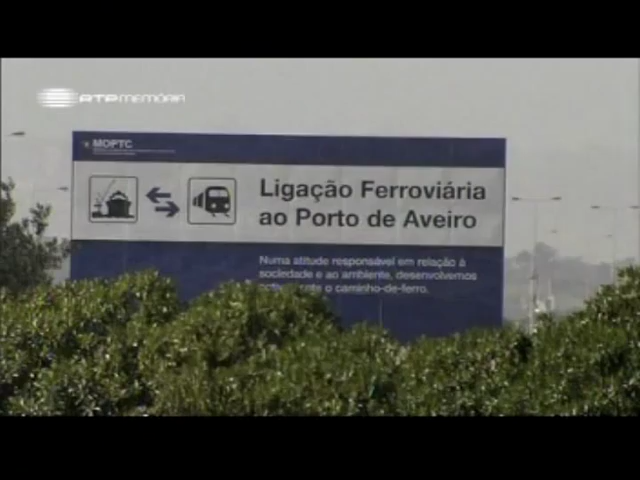 RTP MEMÓRIA
MOPTC
Ligação Ferroviária
ao Porto de Aveiro
Numa atitude responsável em relação à
sociedade e ao ambiente, desenvolvemos
o caminho-de-ferro.